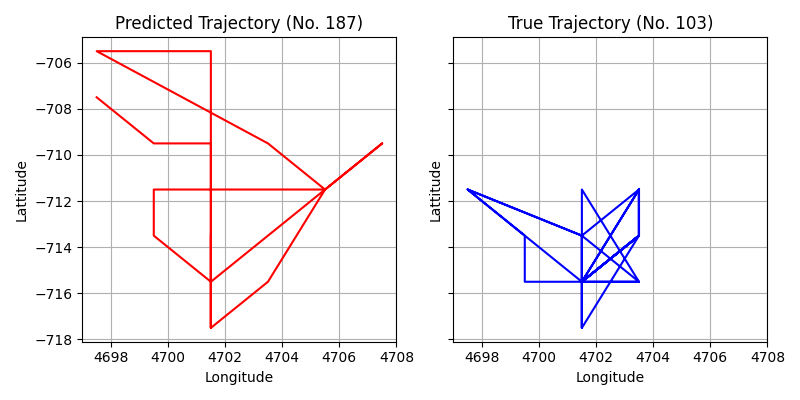 Predicted Trajectory (No. 187)
Lattitude
−706
−708
−710
−712
−714
−716
−718
4698 4700 4702 4704 4706 4708
Longitude
True Trajectory (No. 103)
Lattitude
4698 4700 4702 4704 4706 4708
Longitude